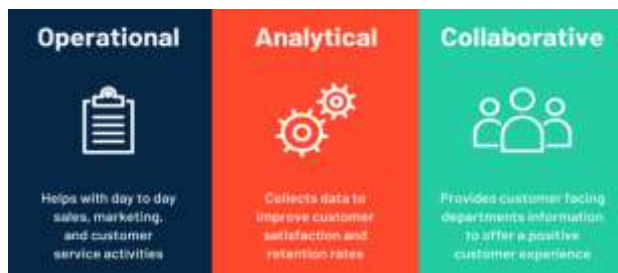 Operational
Helps with day to day
sales, marketing,
and customer
service activities
Analytical
Collects data to
improve customer
satisfaction and
retention rates
Collaborative
Provides customer facing
departments information
to offer a positive
customer experience